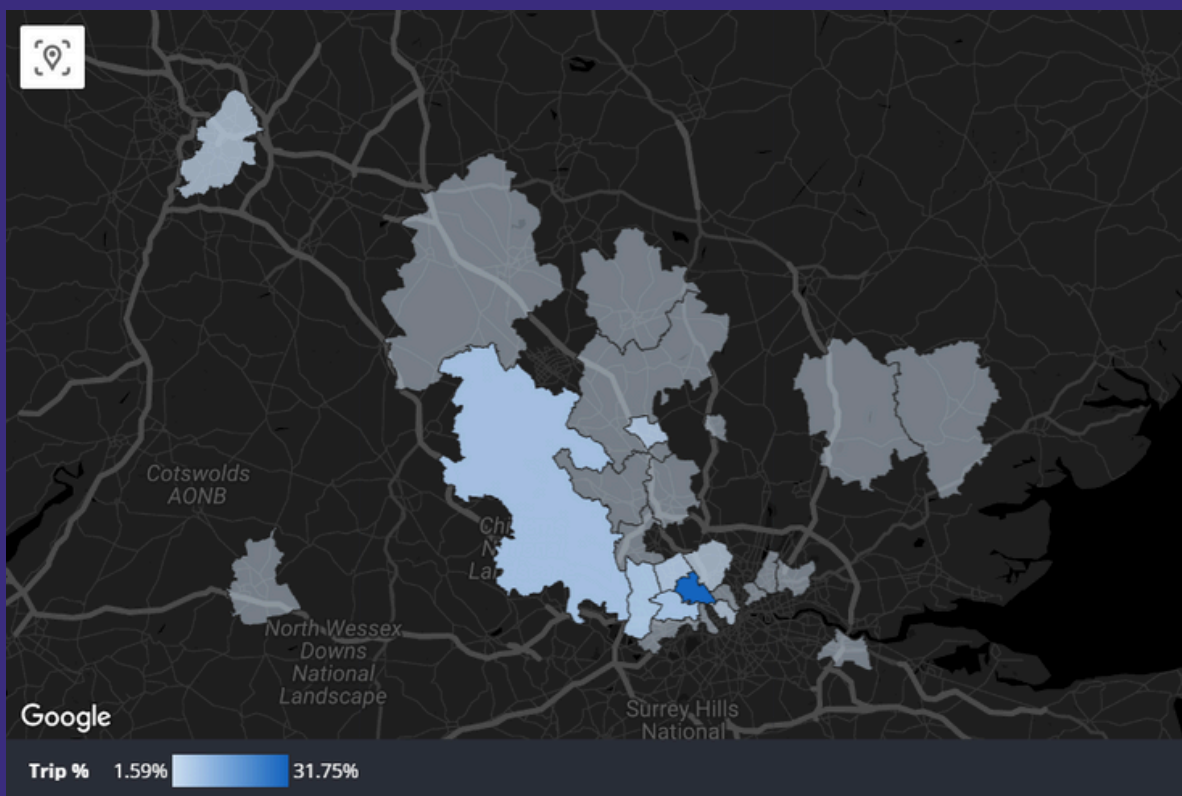 Cotswolds
AONB
North Wessex
Downs
National
Landscape
Surrey Hills
National
Google
Trip % 1.59% 31.75%